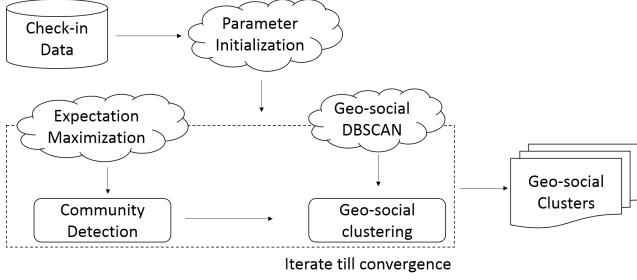 Check-in
Data
Parameter
Initialization
Expectation
Maximization
Geo-social
DBSCAN
Community
Detection
Geo-social
clustering
Geo-social
Clusters
Iterate till convergence